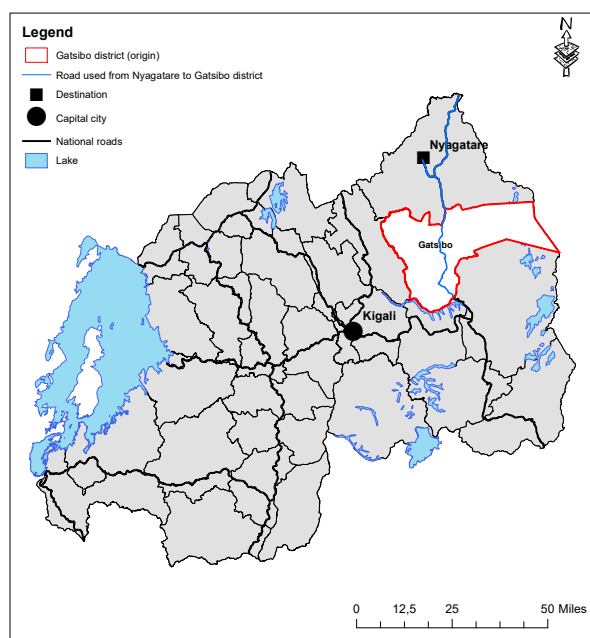 Legend
Gatsibo district (origin)
Road used from Nyagatare to Gatsibo district
Destination
Capital city
National roads
Lake
N
Nyagatare
Gatsibo
Kigali
0 12,5 25 50 Miles